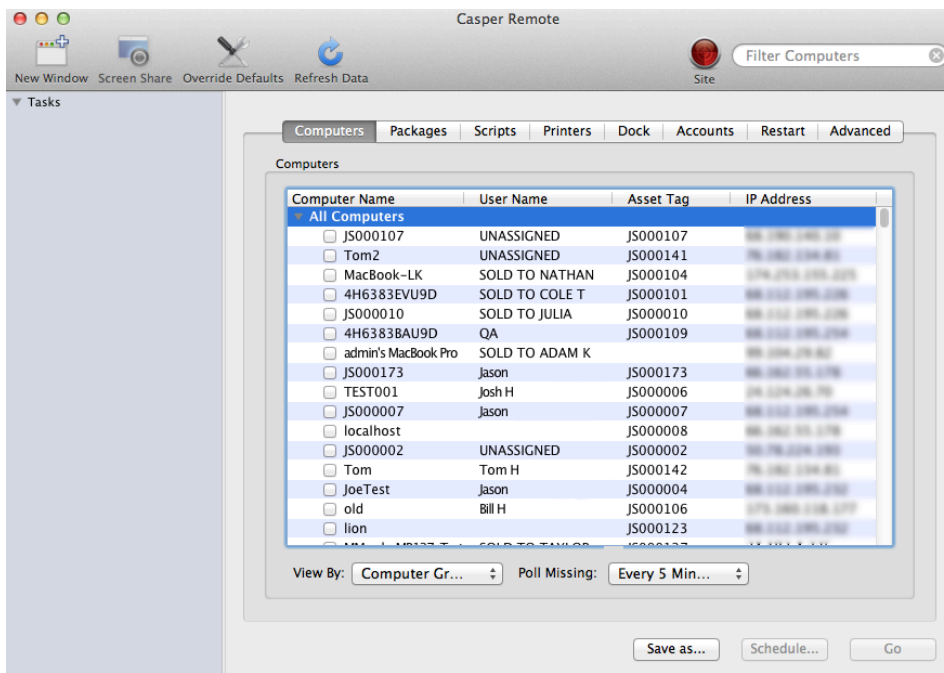 Casper Remote
New Window Screen Share Override Defaults Refresh Data Site Filter Computers
Tasks
Computers Packages Scripts Printers Dock Accounts Restart Advanced
Computers
Computer Name User Name Asset Tag IP Address
All Computers
JS000107 UNASSIGNED JS000107
Tom2 UNASSIGNED JS000141
MacBook-LK SOLD TO NATHAN JS000104
4H6383EVU9D SOLD TO COLE T JS000101
JS000010 SOLD TO JULIA JS000010
4H6383BAU9D QA JS000109
admin's MacBook Pro SOLD TO ADAM K
JS000173 Jason JS000173
TEST001 Josh H JS000006
JS000007 Jason JS000007
localhost JS000008
JS000002 UNASSIGNED JS000002
Tom Tom H JS000142
JoeTest Jason JS000004
old Bill H JS000106
lion JS000123
SOLD TO TAYLOR
View By: Computer Gr... Poll Missing: Every 5 Min...
Save as... Schedule... Go